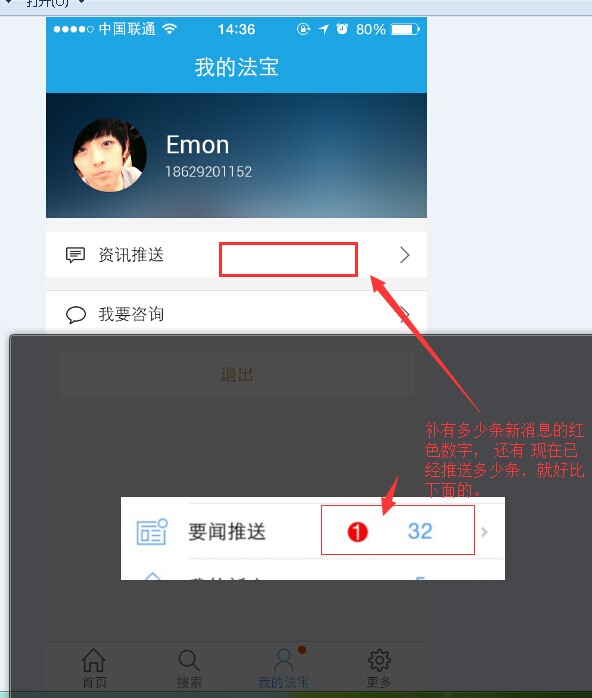 打开(O)
中国联通 14:36 80%
我的法宝
Emon
18629201152
资讯推送
我要咨询
退出
补有多少条新消息的红
色数字， 还有 现在已
经推送多少条，就好比
下面的。
要闻推送 1 32
首页 搜索 我的法宝 更多